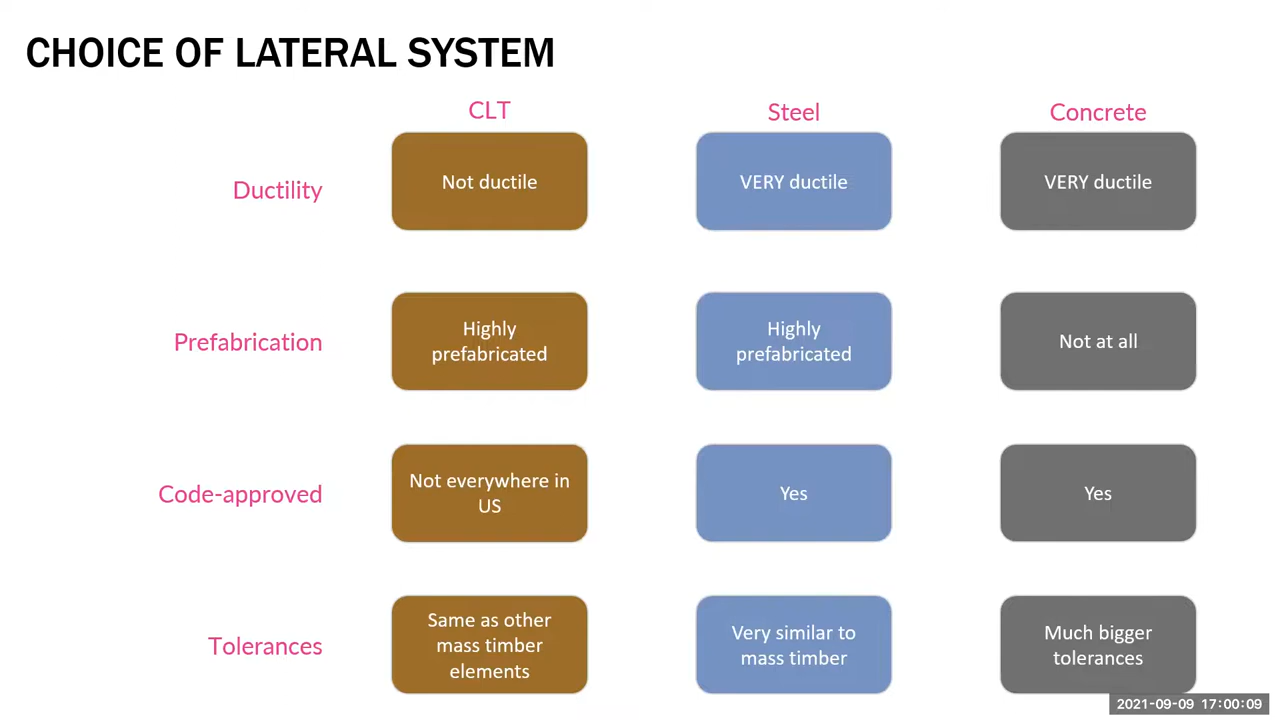 CHOICE OF LATERAL SYSTEM
CLT
Steel
Concrete
Ductility
Not ductile
VERY ductile
VERY ductile
Prefabrication
Highly
prefabricated
Highly
prefabricated
Not at all
Code-approved
Not everywhere in
US
Yes
Yes
Tolerances
Same as other
mass timber
elements
Very similar to
mass timber
Much bigger
tolerances
2021-09-09 17:00:09